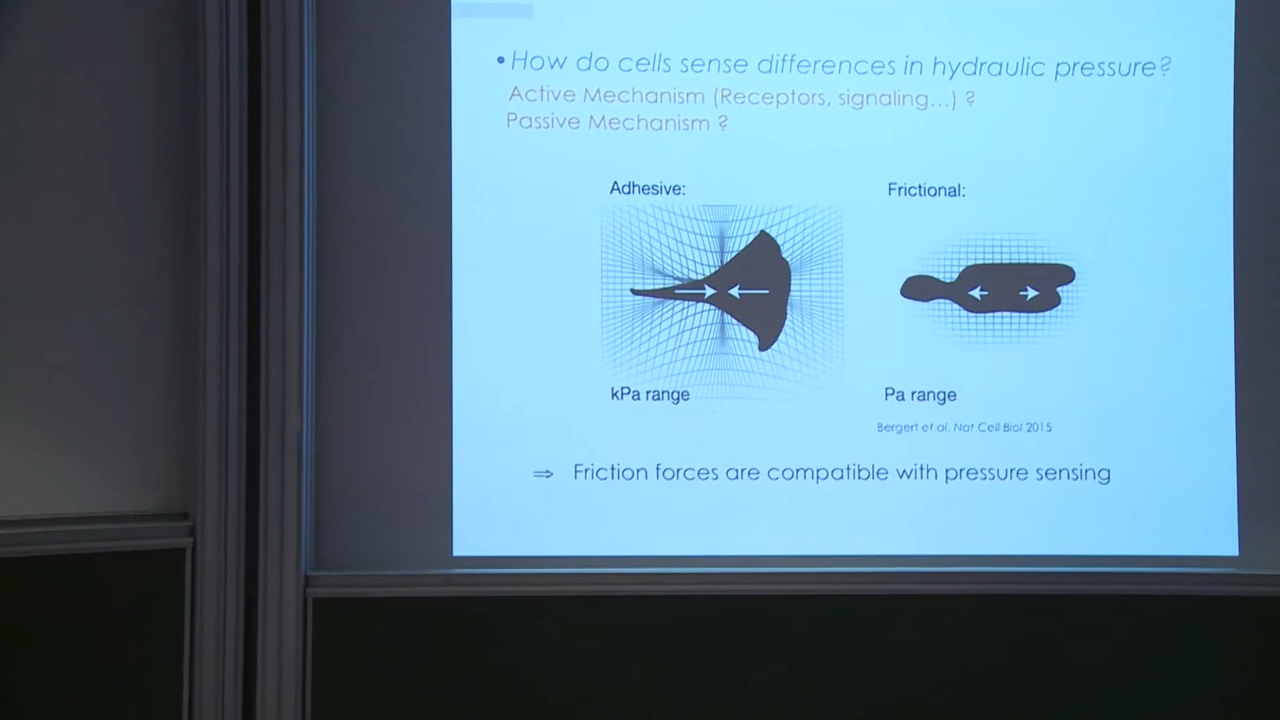 • How do cells sense differences in hydraulic pressure?
Active Mechanism (Receptors, signaling...) ?
Passive Mechanism ?
Adhesive:
Frictional:
kPa range
Pa range
Bergert et al. Nat Cell Biol 2015
⇒ Friction forces are compatible with pressure sensing